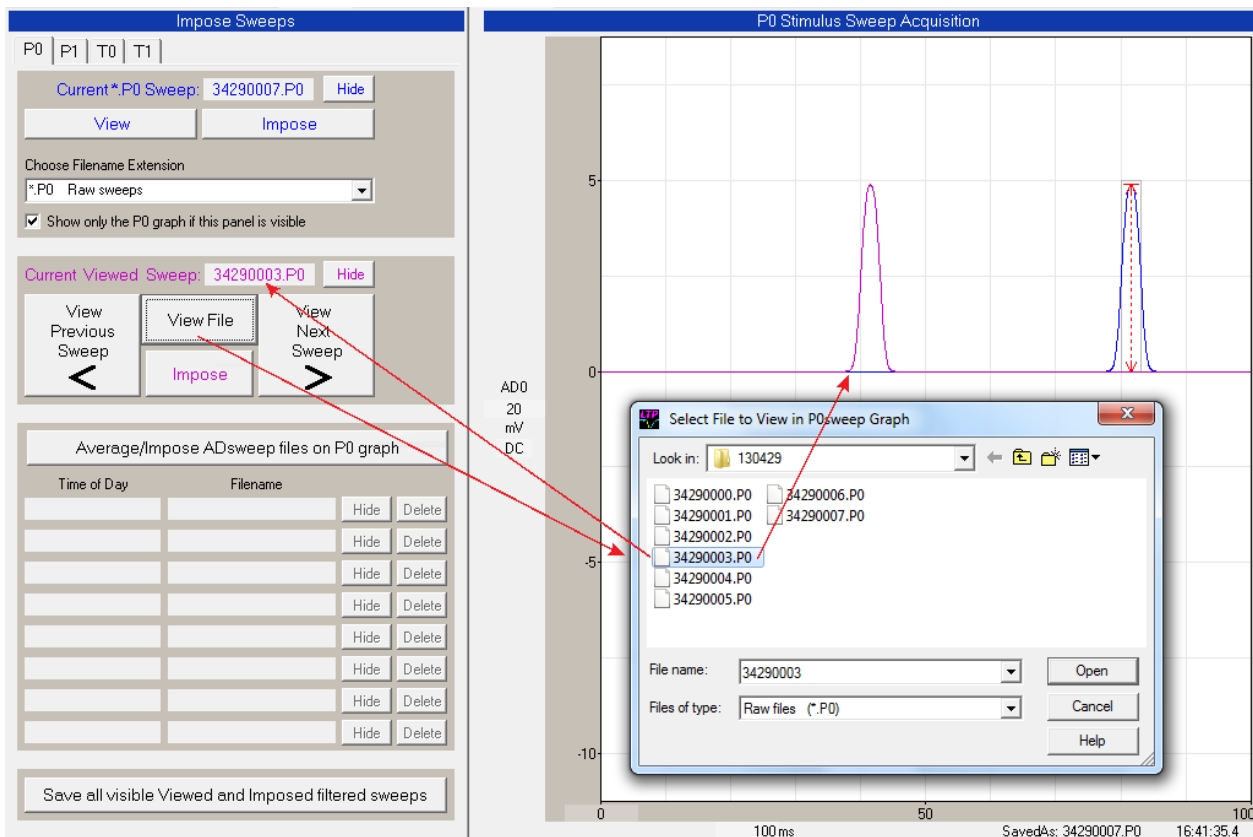 Impose Sweeps
P0 P1 T0 T1
Current *.P0 Sweep: 34290007.P0 Hide
View Impose
Choose Filename Extension
*.P0 Raw sweeps
Show only the P0 graph if this panel is visible
Current Viewed Sweep: 34290003.P0 Hide
View
Previous
Sweep
<
View File
Impose
View
Next
Sweep
>
Average/Impose ADsweep files on P0 graph
Time of Day Filename
Hide Delete
Hide Delete
Hide Delete
Hide Delete
Hide Delete
Hide Delete
Hide Delete
Hide Delete
Save all visible Viewed and Imposed filtered sweeps
P0 Stimulus Sweep Acquisition
5
0
-5
-10
AD0
20
mV
DC
LTP Select File to View in P0sweep Graph
Look in: 130429
34290000.P0 34290006.P0
34290001.P0 34290007.P0
34290002.P0
34290003.P0
34290004.P0
34290005.P0
File name: 34290003 Open
Files of type: Raw files (*.P0) Cancel
Help
0 50 100
100 ms SavedAs: 34290007.P0 16:41:35.4